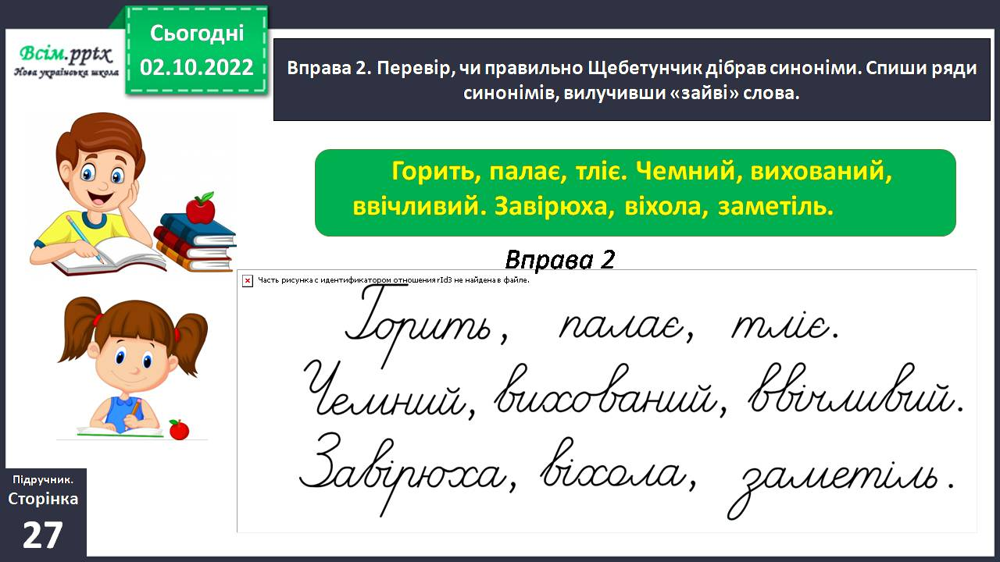 Всім.pptx
Нова українська школа
Сьогодні
02.10.2022
Вправа 2. Перевір, чи правильно Щебетунчик дібрав синоніми. Спиши ряди
синонімів, вилучивши «зайві» слова.
Горить, палає, тліє. Чемний, вихований,
ввічливий. Завірюха, віхола, заметіль.
Вправа 2
Часть рисунка с идентификатором отношения rId3 не найдена в файле.
Горить, палає, тліє.
Чемний, вихований, ввічливий.
Завірюха, віхола, заметіль.
Підручник.
Сторінка
27